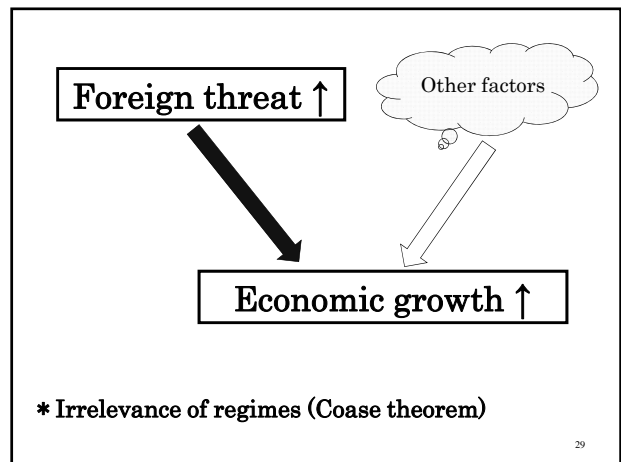 Foreign threat ↑
Other factors
Economic growth ↑
* Irrelevance of regimes (Coase theorem)
29